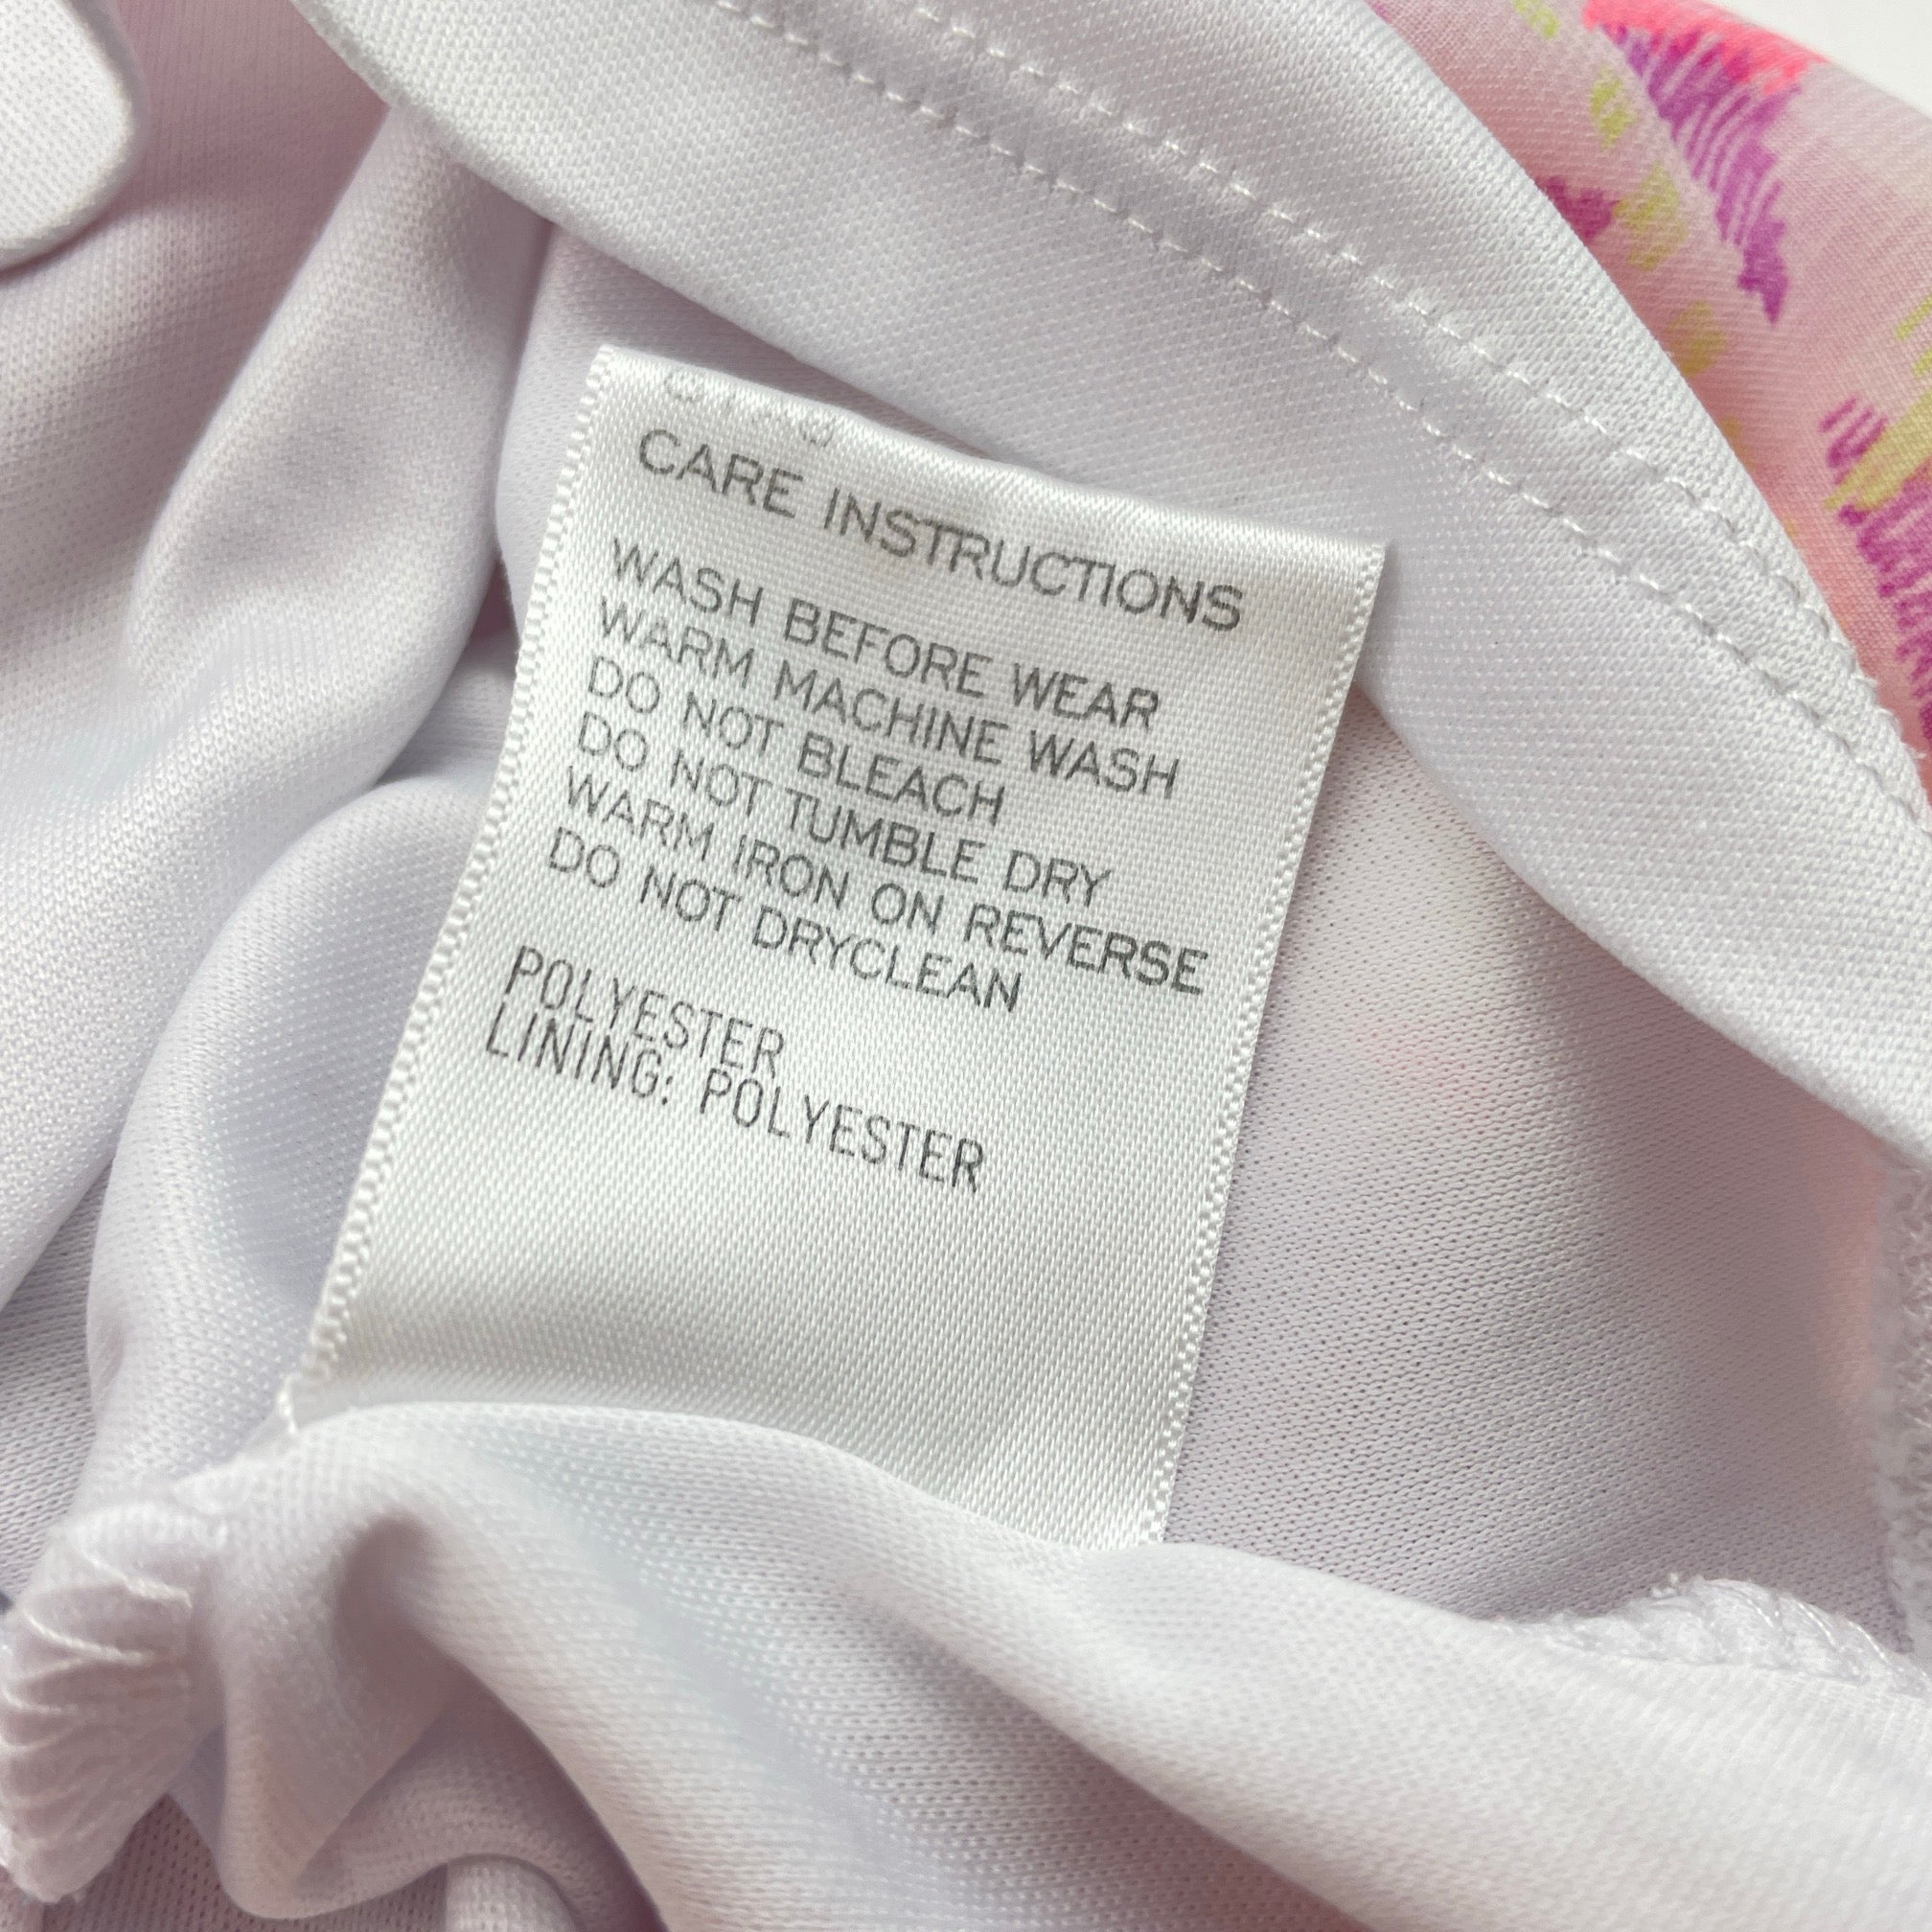 CARE INSTRUCTIONS
WASH BEFORE WEAR
WARM MACHINE WASH
DO NOT BLEACH
DO NOT TUMBLE DRY
WARM IRON ON REVERSE
DO NOT DRYCLEAN
POLYESTER
LINING: POLYESTER